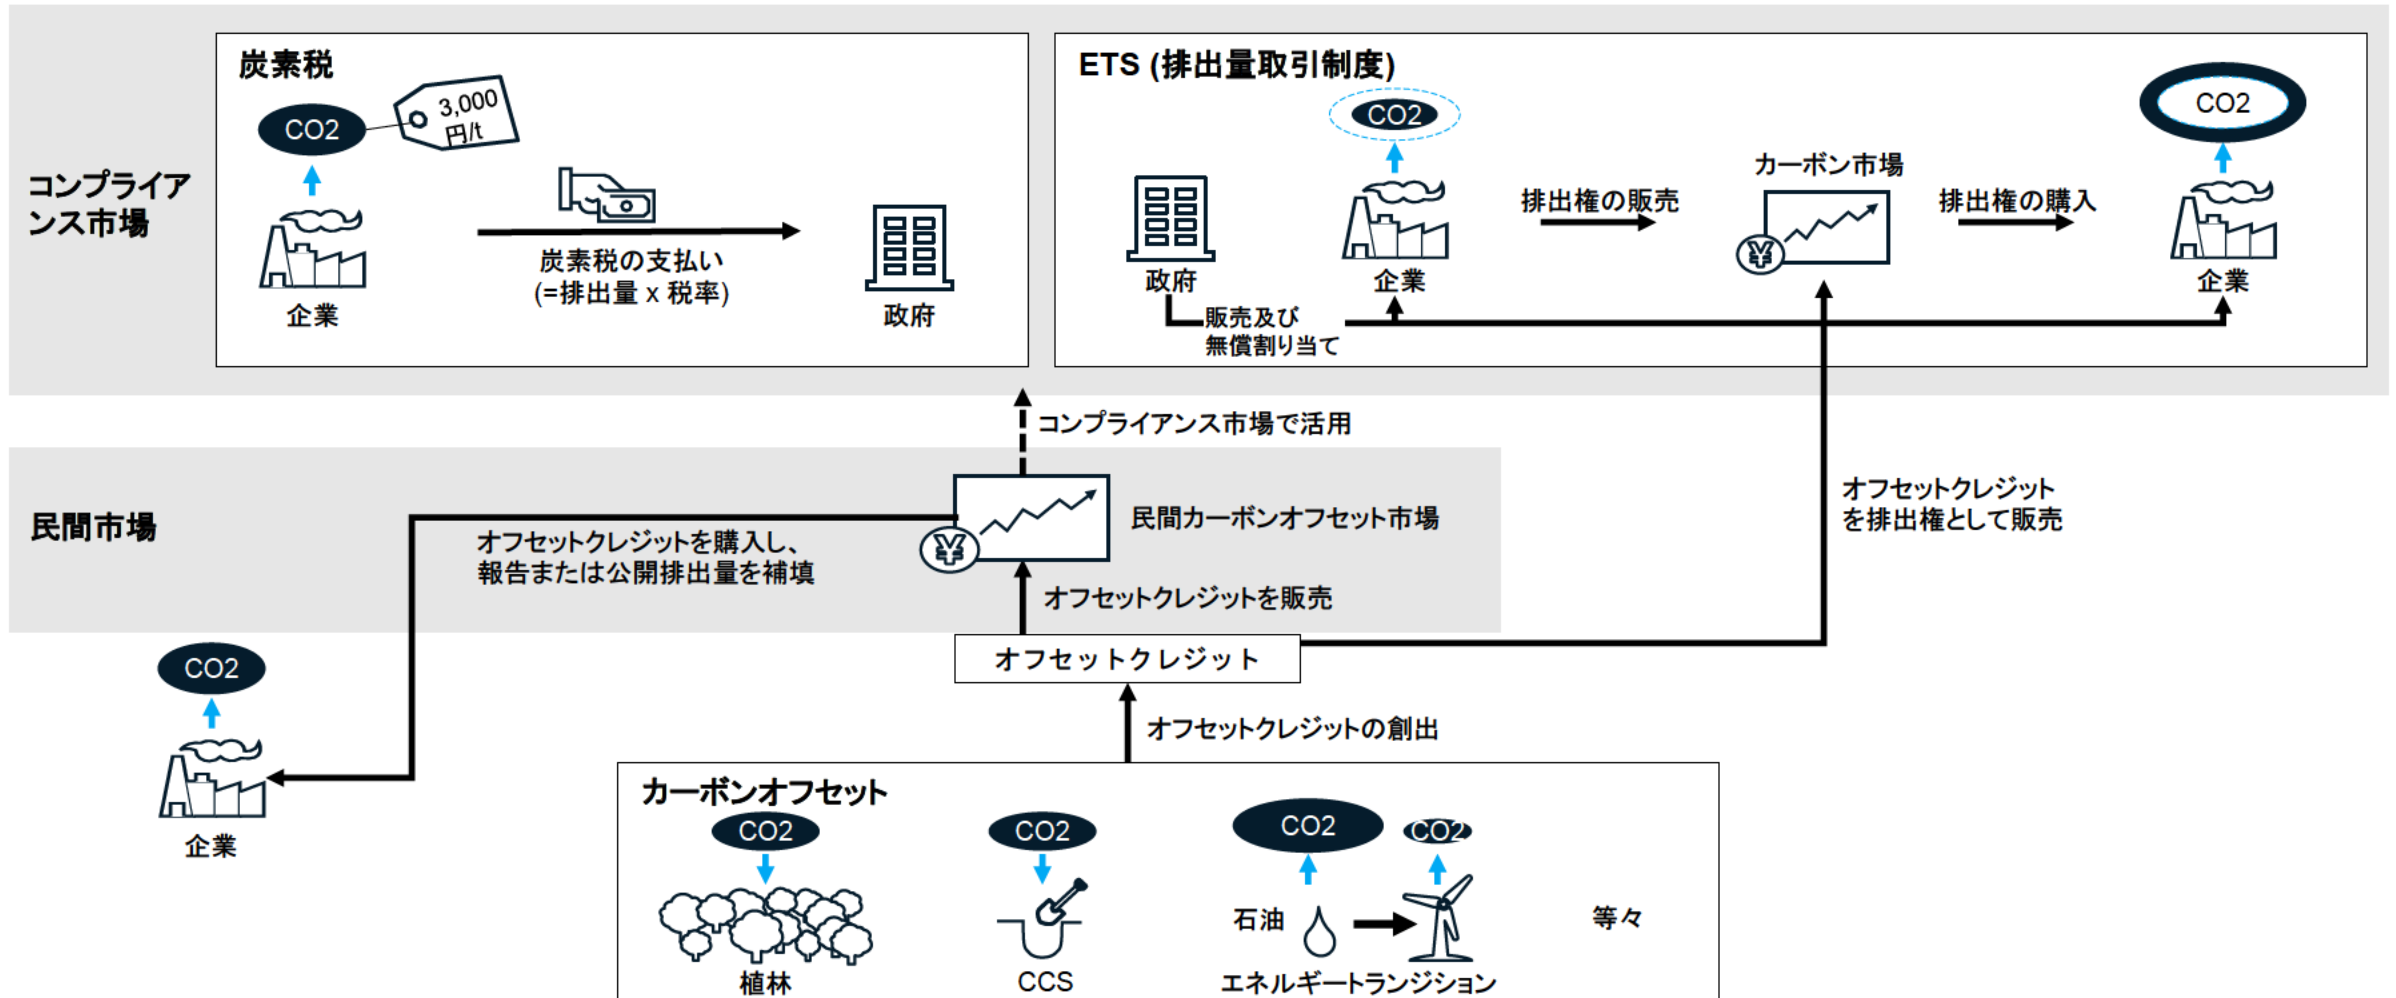 コンプライア
ンス市場
炭素税
CO2
3,000
円/t
企業
炭素税の支払い
(=排出量 x 税率)
政府
ETS (排出量取引制度)
政府
CO2
企業
販売及び
無償割り当て
排出権の販売
カーボン市場
¥
排出権の購入
CO2
企業
コンプライアンス市場で活用
民間市場
¥
民間カーボンオフセット市場
オフセットクレジットを購入し、
報告または公開排出量を補填
オフセットクレジットを販売
オフセットクレジット
を排出権として販売
CO2
企業
オフセットクレジット
オフセットクレジットの創出
カーボンオフセット
CO2
植林
CO2
CCS
CO2
CO2
石油
エネルギートランジション
等々